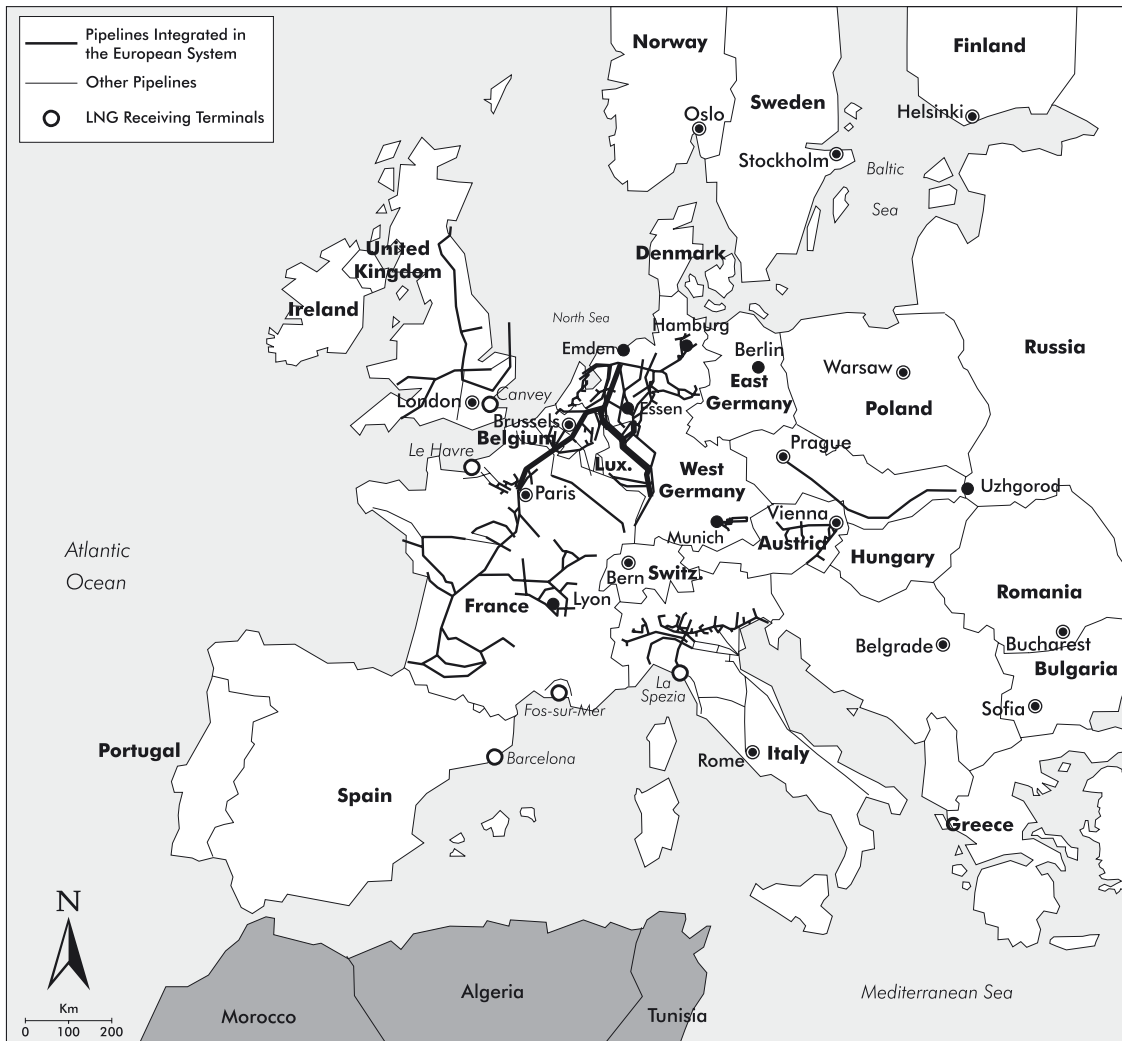 Pipelines Integrated in
the European System
Other Pipelines
LNG Receiving Terminals
Norway
Finland
Sweden
Oslo
Helsinki
Stockholm
Baltic
Sea
United
Kingdom
Denmark
Ireland
North Sea
Hamburg
Emden
Berlin
Russia
Warsaw
East
Germany
London
Canvey
Essen
Poland
Brussels
Belgium
Le Havre
Prague
Lux.
West
Germany
Paris
Uzhgorod
Vienna
Munich
Austria
Atlantic
Ocean
Hungary
Bern
Switz.
France
Lyon
Romania
Belgrade
Bucharest
Bulgaria
La
Spezia
Fos-sur-Mer
Sofia
Portugal
Barcelona
Rome
Italy
Spain
Greece
N
Km
0 100 200
Algeria
Mediterranean Sea
Morocco
Tunisia